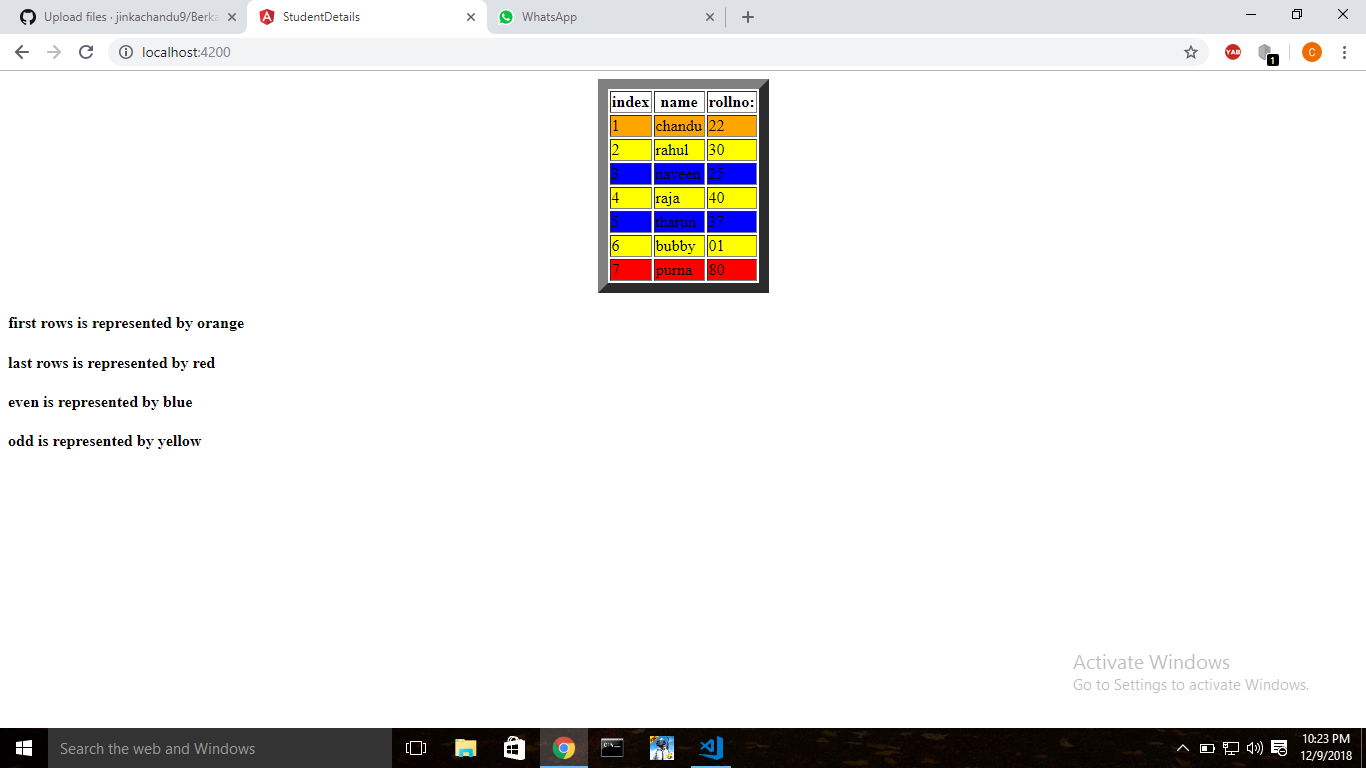 Upload files · jinkachandu9/Berka
StudentDetails
WhatsApp
localhost:4200
YAB
1
C
index name rollno:
1 chandu 22
2 rahul 30
3 naveen 25
4 raja 40
5 tharun 37
6 bubby 01
7 purna 80
first rows is represented by orange
last rows is represented by red
even is represented by blue
odd is represented by yellow
Activate Windows
Go to Settings to activate Windows.
Search the web and Windows
10:23 PM
12/9/2018